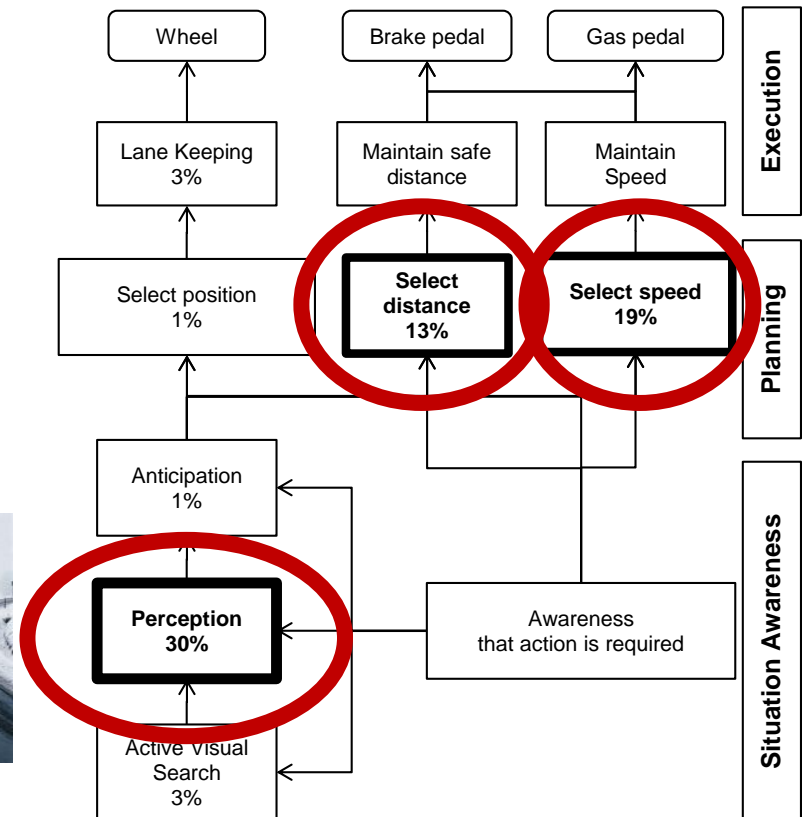 Wheel
Brake pedal
Gas pedal
Execution
Lane Keeping
3%
Maintain safe
distance
Maintain
Speed
Select position
1%
Select
distance
13%
Select speed
19%
Planning
Anticipation
1%
Perception
30%
Awareness
that action is required
Situation Awareness
Active Visual
Search
3%